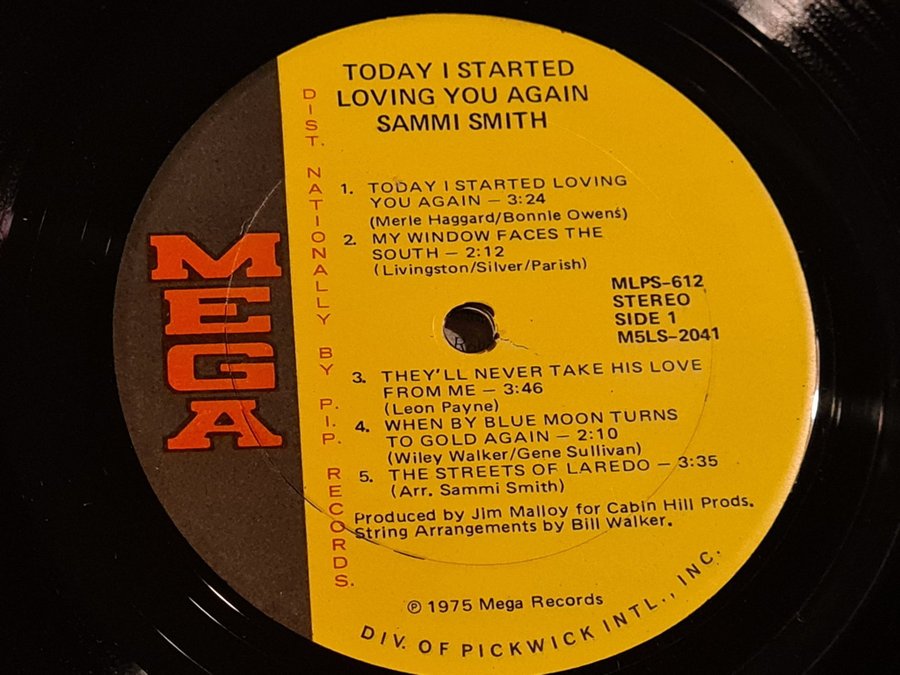 TODAY I STARTED
LOVING YOU AGAIN
SAMMI SMITH
DIST. NATIONALLY BY P.I.P. RECORDS.
MEGA
1. TODAY I STARTED LOVING
YOU AGAIN — 3:24
(Merle Haggard/Bonnie Owens)
2. MY WINDOW FACES THE
SOUTH — 2:12
(Livingston/Silver/Parish)
MLPS-612
STEREO
SIDE 1
M5LS-2041
3. THEY'LL NEVER TAKE HIS LOVE
FROM ME — 3:46
(Leon Payne)
4. WHEN BY BLUE MOON TURNS
TO GOLD AGAIN — 2:10
(Wiley Walker/Gene Sullivan)
5. THE STREETS OF LAREDO — 3:35
(Arr. Sammi Smith)
Produced by Jim Malloy for Cabin Hill Prods.
String Arrangements by Bill Walker.
℗ 1975 Mega Records
DIV. OF PICKWICK INTL., INC.